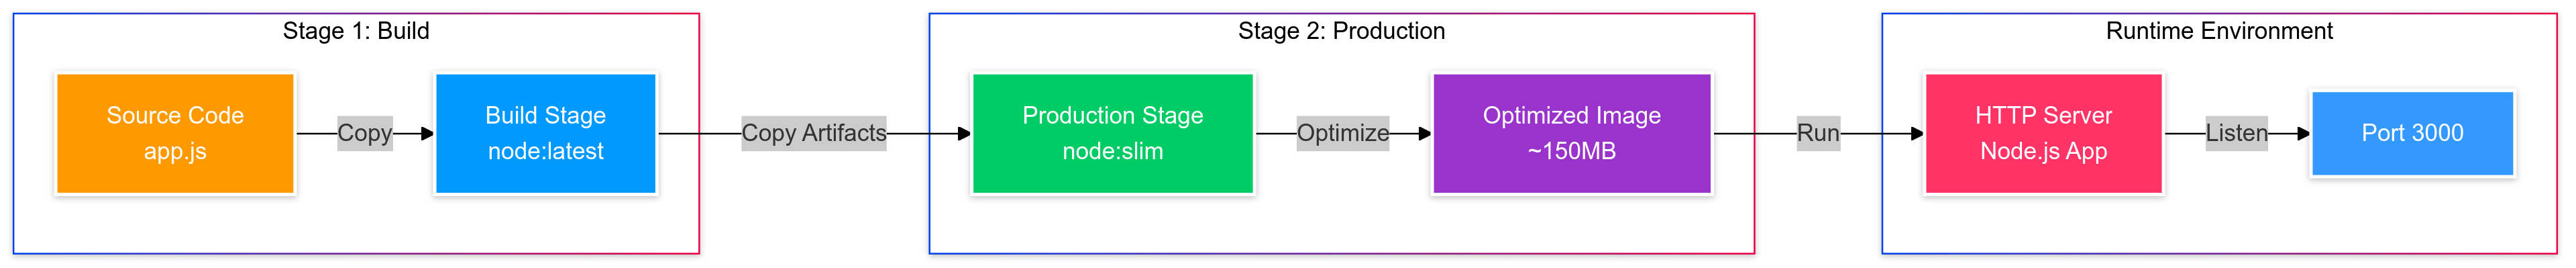 Stage 1: Build
Source Code
app.js
Copy
Build Stage
node:latest
Copy Artifacts
Stage 2: Production
Production Stage
node:slim
Optimize
Optimized Image
~150MB
Run
Runtime Environment
HTTP Server
Node.js App
Listen
Port 3000